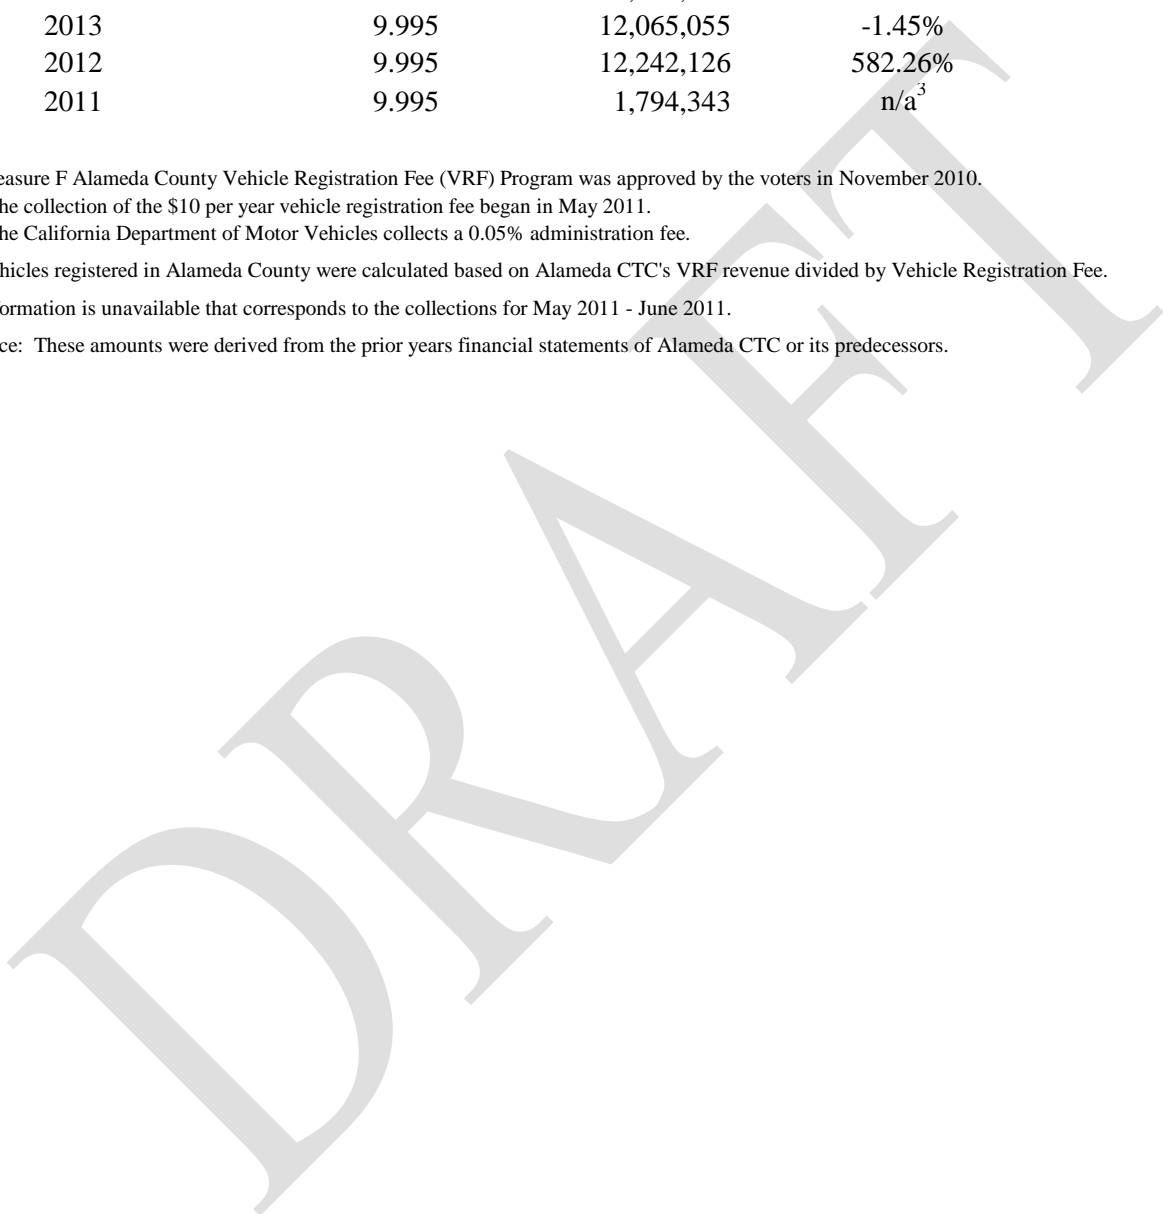 2013 9.995 12,065,055 -1.45%
2012 9.995 12,242,126 582.26%
2011 9.995 1,794,343 n/a3
easure F Alameda County Vehicle Registration Fee (VRF) Program was approved by the voters in November 2010.
he collection of the $10 per year vehicle registration fee began in May 2011.
he California Department of Motor Vehicles collects a 0.05% administration fee.
hicles registered in Alameda County were calculated based on Alameda CTC's VRF revenue divided by Vehicle Registration Fee.
ormation is unavailable that corresponds to the collections for May 2011 - June 2011.
ce: These amounts were derived from the prior years financial statements of Alameda CTC or its predecessors.
DRAFT